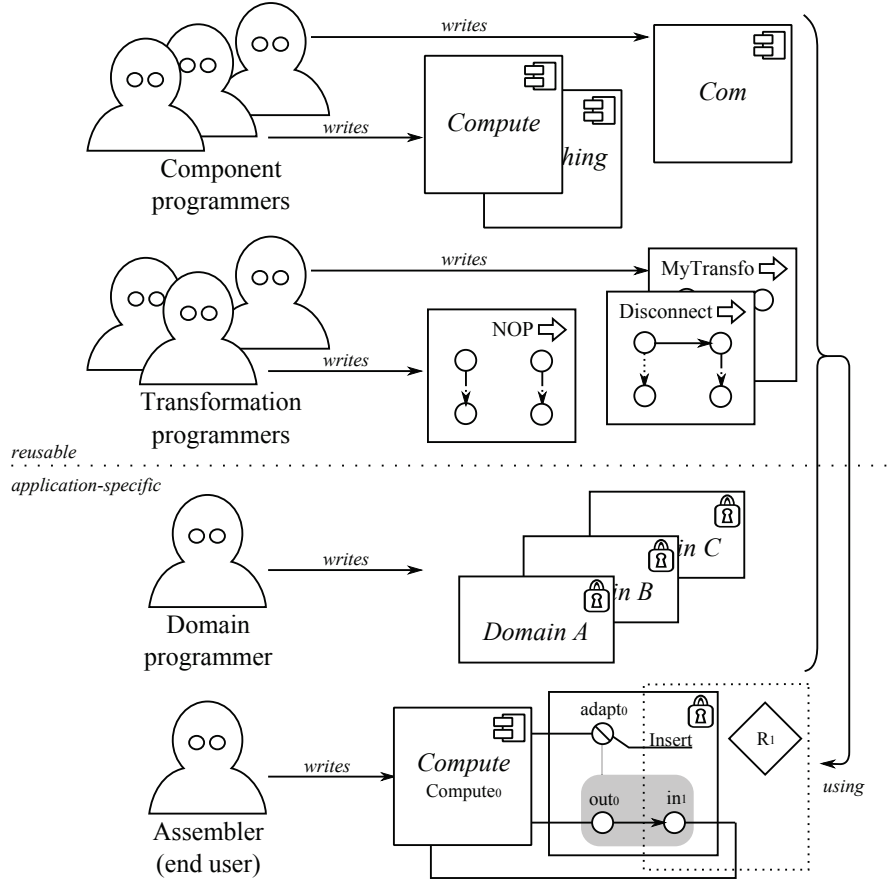 writes
Com
Compute
writes
hing
Component
programmers
writes
MyTransfo
Disconnect
NOP
writes
Transformation
programmers
reusable
application-specific
in C
writes
in B
Domain A
Domain
programmer
adapt0
Insert
R1
Compute
writes
Compute0
out0
in1
using
Assembler
(end user)